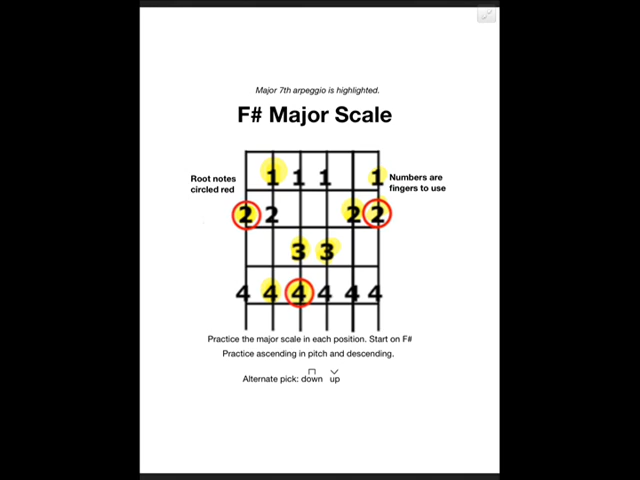 Major 7th arpeggio is highlighted.
F# Major Scale
Root notes
circled red
Numbers are
fingers to use
1 1 1 1
2 2 2 2
3 3
4 4 4 4 4 4
Practice the major scale in each position. Start on F#
Practice ascending in pitch and descending.
Alternate pick: down up